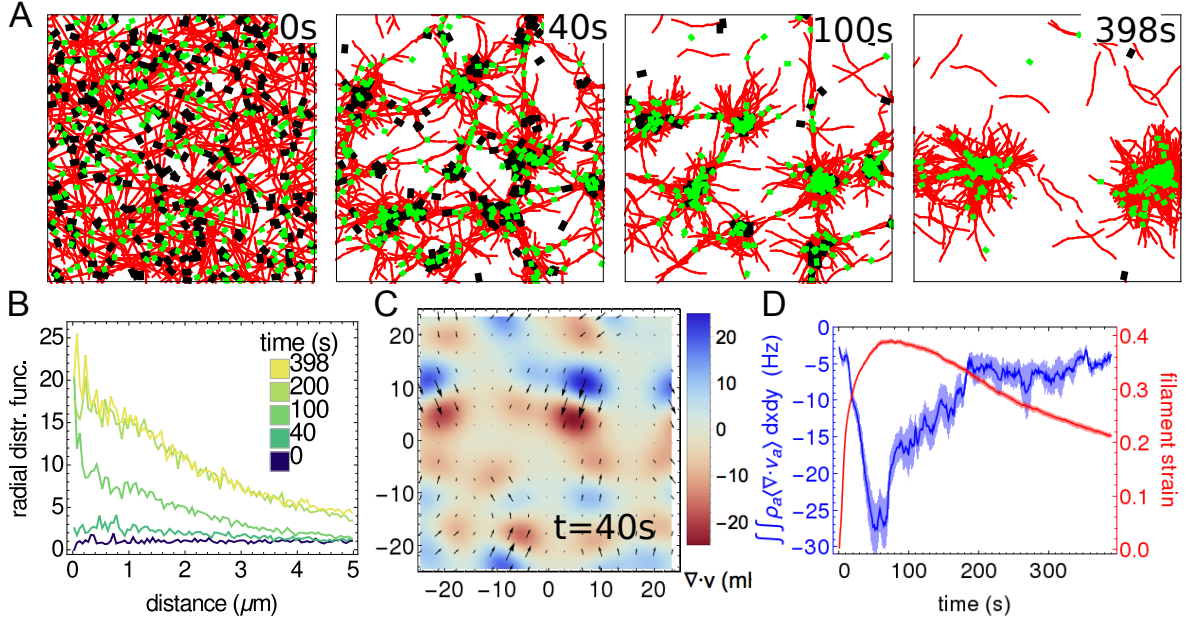 A
0s
40s
100s
398s
B
radial distr. func.
25
20
15
10
5
0
time (s)
398
200
100
40
0
0 1 2 3 4 5
distance (μm)
C
20
10
0
−10
−20
−20 −10 0 10 20
t=40s
20
10
0
−10
−20
∇·v (mH
D
∫∫ ρa⟨∇·va⟩ dxdy (Hz)
0
−5
−10
−15
−20
−25
−30
0 100 200 300
time (s)
0.4
0.3
0.2
0.1
0.0
filament strain